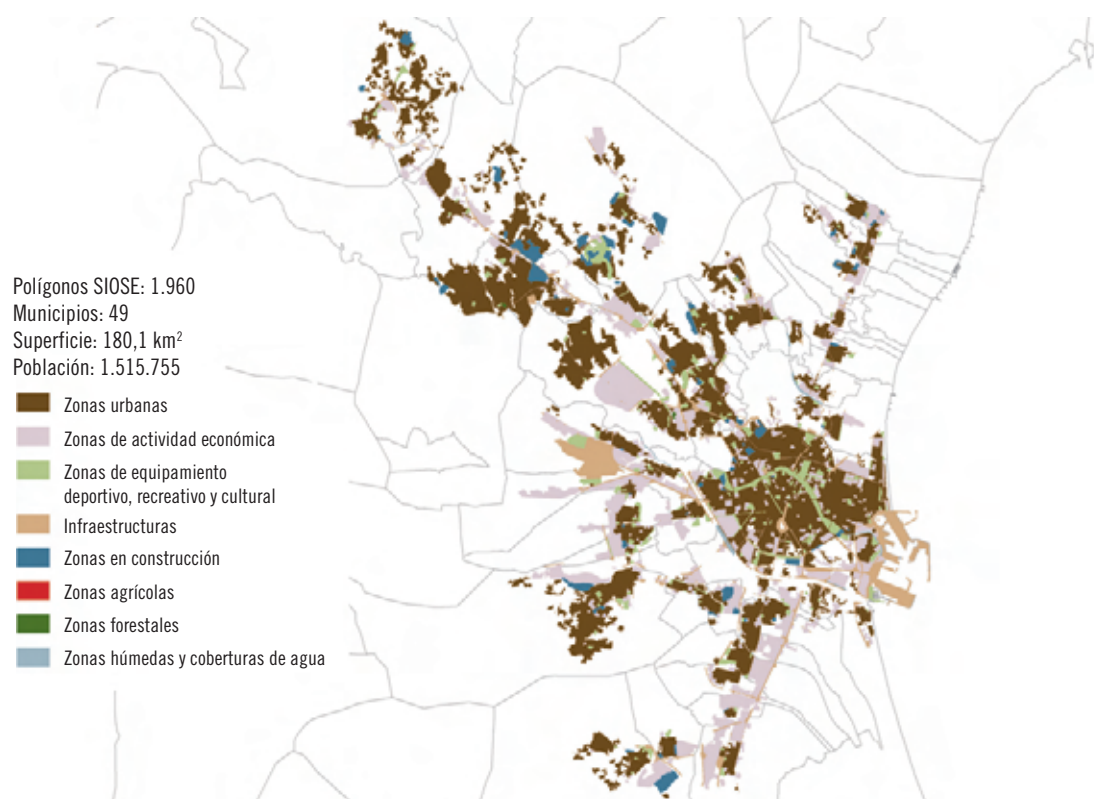 Polígonos SIOSE: 1.960
Municipios: 49
Superficie: 180,1 km²
Población: 1.515.755
Zonas urbanas
Zonas de actividad económica
Zonas de equipamiento
deportivo, recreativo y cultural
Infraestructuras
Zonas en construcción
Zonas agrícolas
Zonas forestales
Zonas húmedas y coberturas de agua